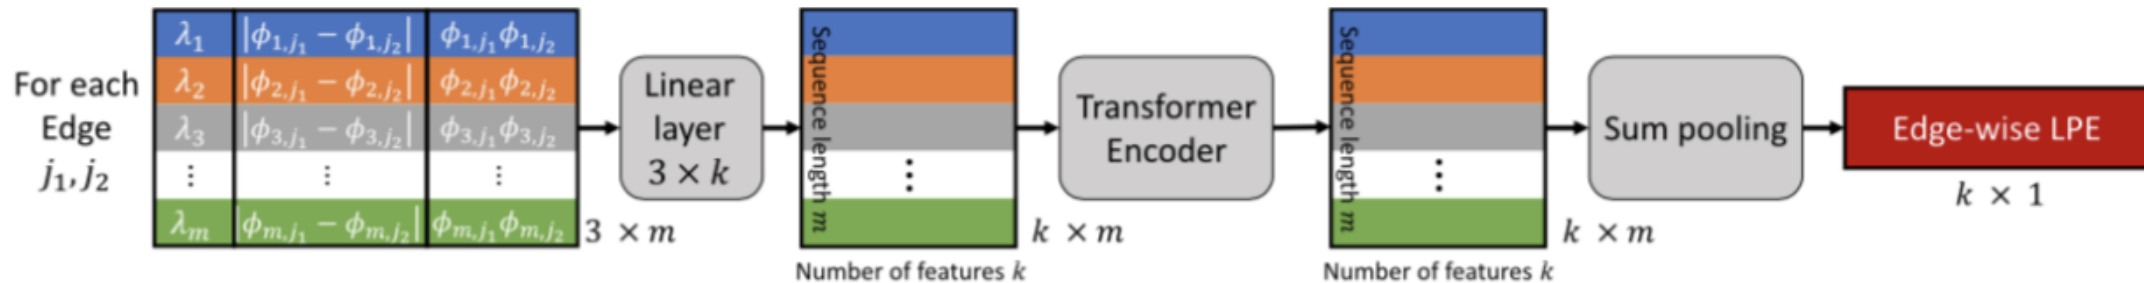 For each
Edge
j₁, j₂
λ₁ |ϕ₁,ⱼ₁ − ϕ₁,ⱼ₂| ϕ₁,ⱼ₁ϕ₁,ⱼ₂
λ₂ |ϕ₂,ⱼ₁ − ϕ₂,ⱼ₂| ϕ₂,ⱼ₁ϕ₂,ⱼ₂
λ₃ |ϕ₃,ⱼ₁ − ϕ₃,ⱼ₂| ϕ₃,ⱼ₁ϕ₃,ⱼ₂
⋮ ⋮ ⋮
λₘ |ϕₘ,ⱼ₁ − ϕₘ,ⱼ₂| ϕₘ,ⱼ₁ϕₘ,ⱼ₂
3 × m
Linear
layer
3 × k
Sequence length m
⋮
k × m
Number of features k
Transformer
Encoder
Sequence length m
⋮
k × m
Number of features k
Sum pooling
Edge-wise LPE
k × 1